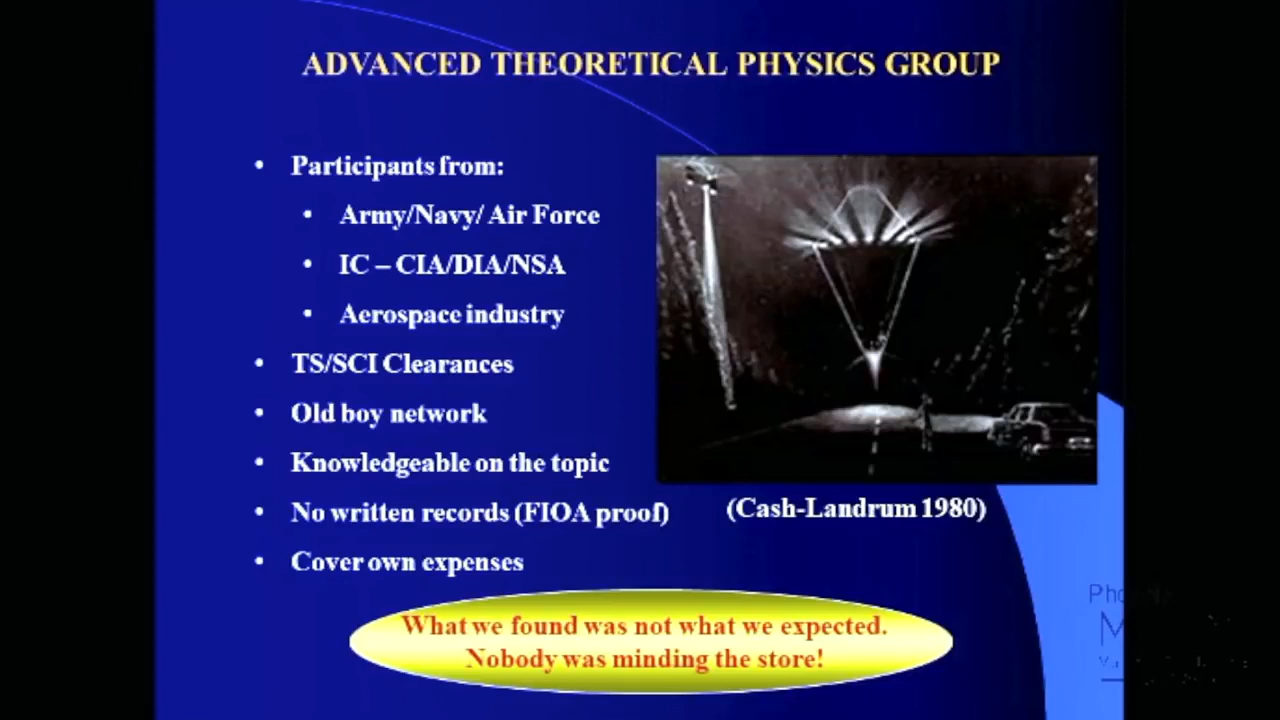 ADVANCED THEORETICAL PHYSICS GROUP
• Participants from:
• Army/Navy/ Air Force
• IC – CIA/DIA/NSA
• Aerospace industry
• TS/SCI Clearances
• Old boy network
• Knowledgeable on the topic
• No written records (FIOA proof)
• Cover own expenses
(Cash-Landrum 1980)
What we found was not what we expected.
Nobody was minding the store!